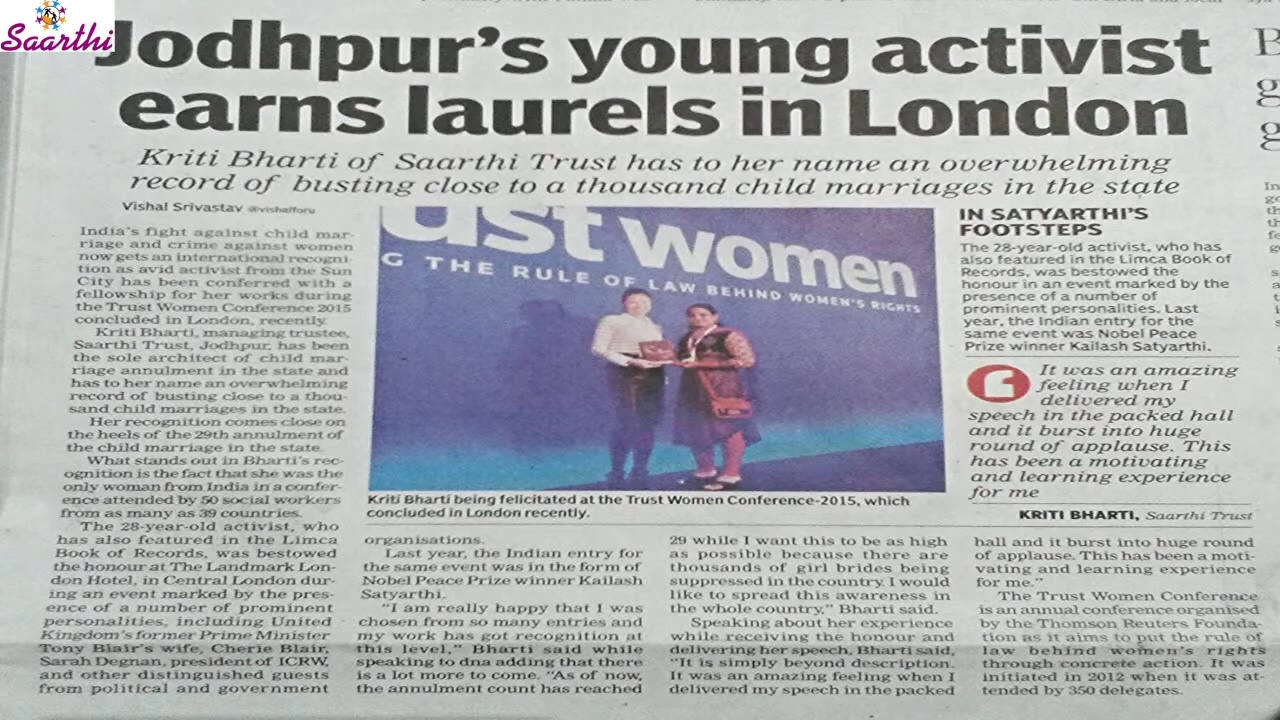 Saarthi
Jodhpur's young activist
earns laurels in London
Kriti Bharti of Saarthi Trust has to her name an overwhelming
record of busting close to a thousand child marriages in the state
Vishal Srivastav @vishalforu
India's fight against child mar-
riage and crime against women
now gets an international recogni-
tion as avid activist from the Sun
City has been conferred with a
fellowship for her works during
the Trust Women Conference 2015
concluded in London, recently.
Kriti Bharti, managing trustee,
Saarthi Trust, Jodhpur, has been
the sole architect of child mar-
riage annulment in the state and
has to her name an overwhelming
record of busting close to a thou-
sand child marriages in the state.
Her recognition comes close on
the heels of the 29th annulment of
the child marriage in the state.
What stands out in Bharti's rec-
ognition is the fact that she was the
only woman from India in a confer-
ence attended by 50 social workers
from as many as 39 countries.
The 28-year-old activist, who
has also featured in the Limca
Book of Records, was bestowed
the honour at The Landmark Lon-
don Hotel, in Central London dur-
ing an event marked by the pres-
ence of a number of prominent
personalities, including United
Kingdom's former Prime Minister
Tony Blair's wife, Cherie Blair,
Sarah Degnan, president of ICRW,
and other distinguished guests
from political and government
ust women
G THE RULE OF LAW BEHIND WOMEN'S RIGHTS
Kriti Bharti being felicitated at the Trust Women Conference-2015, which
concluded in London recently.
organisations.
Last year, the Indian entry for
the same event was in the form of
Nobel Peace Prize winner Kailash
Satyarthi.
"I am really happy that I was
chosen from so many entries and
my work has got recognition at
this level," Bharti said while
speaking to dna adding that there
is a lot more to come. "As of now,
the annulment count has reached
29 while I want this to be as high
as possible because there are
thousands of girl brides being
suppressed in the country. I would
like to spread this awareness in
the whole country," Bharti said.
Speaking about her experience
while receiving the honour and
delivering her speech, Bharti said,
"It is simply beyond description.
It was an amazing feeling when I
delivered my speech in the packed
hall and it burst into huge round
of applause. This has been a moti-
vating and learning experience
for me."
The Trust Women Conference
is an annual conference organised
by the Thomson Reuters Founda-
tion as it aims to put the rule of
law behind women's rights
through concrete action. It was
initiated in 2012 when it was at-
tended by 350 delegates.
IN SATYARTHI'S
FOOTSTEPS
The 28-year-old activist, who has
also featured in the Limca Book of
Records, was bestowed the
honour in an event marked by the
presence of a number of
prominent personalities. Last
year, the Indian entry for the
same event was Nobel Peace
Prize winner Kailash Satyarthi.
It was an amazing
feeling when I
delivered my
speech in the packed hall
and it burst into huge
round of applause. This
has been a motivating
and learning experience
for me
KRITI BHARTI, Saarthi Trust